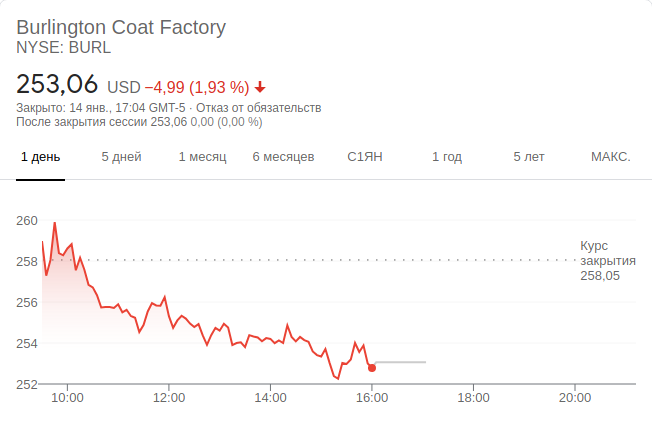 Burlington Coat Factory
NYSE: BURL
253,06 USD −4,99 (1,93 %)
Закрыто: 14 янв., 17:04 GMT-5 · Отказ от обязательств
После закрытия сессии 253,06 0,00 (0,00 %)
1 день 5 дней 1 месяц 6 месяцев С1ЯН 1 год 5 лет МАКС.
260
258
256
254
252
Курс
закрытия
258,05
10:00 12:00 14:00 16:00 18:00 20:00